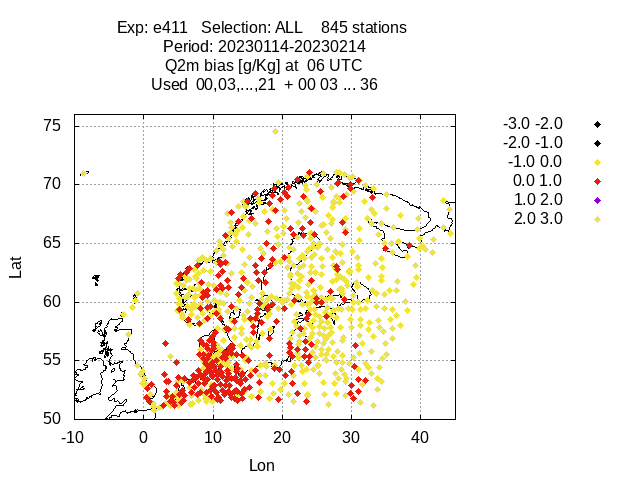 Exp: e411 Selection: ALL 845 stations
Period: 20230114-20230214
Q2m bias [g/Kg] at 06 UTC
Used 00,03,...,21 + 00 03 ... 36
-3.0 -2.0
-2.0 -1.0
-1.0 0.0
0.0 1.0
1.0 2.0
2.0 3.0
75
70
65
60
55
50
Lat
-10 0 10 20 30 40
Lon